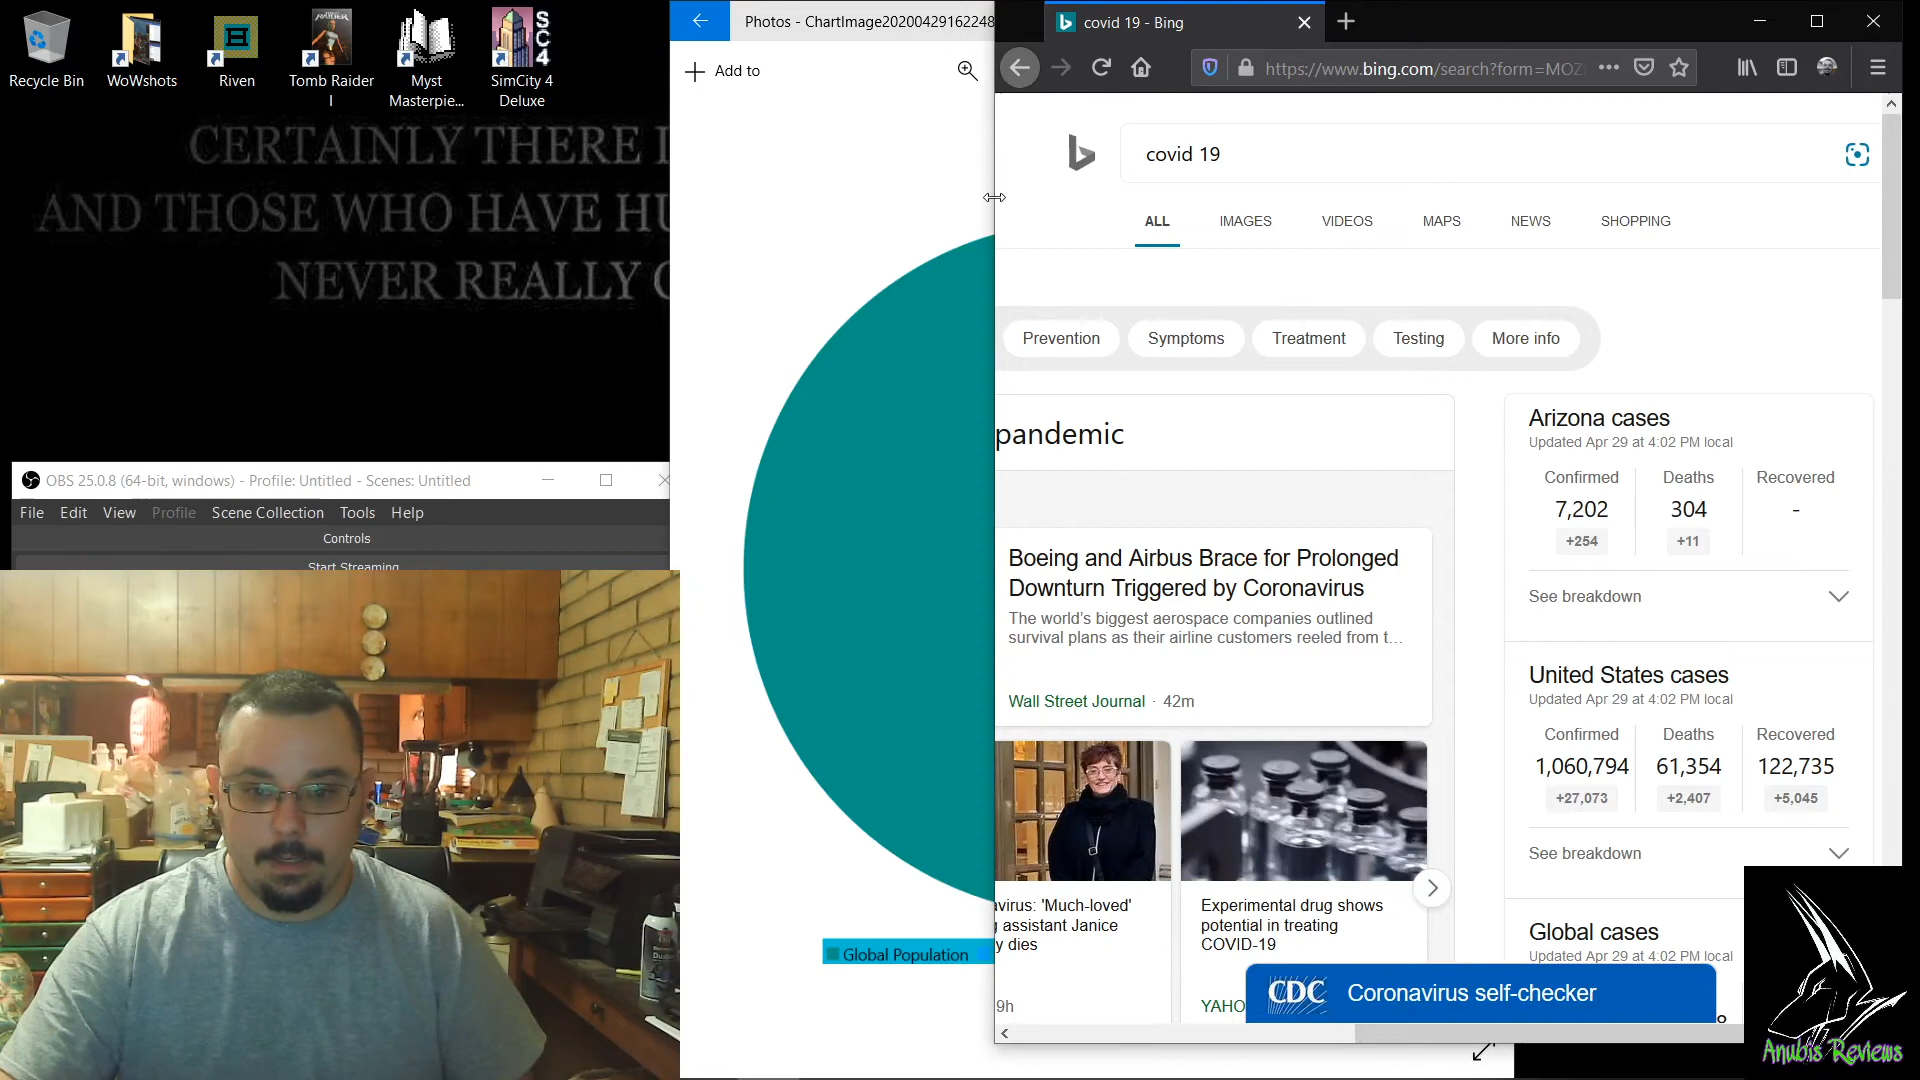 Recycle Bin
WoWshots
Riven
Tomb Raider
I
Myst
Masterpie...
SC4
SimCity 4
Deluxe
CERTAINLY THERE
AND THOSE WHO HAVE
NEVER REALLY
OBS 25.0.8 (64-bit, windows) - Profile: Untitled - Scenes: Untitled
File Edit View Profile Scene Collection Tools Help
Controls
Start Streaming
Photos - ChartImage20200429162248
Add to
Global Population
covid 19 - Bing
https://www.bing.com/search?form=MOZ
covid 19
ALL IMAGES VIDEOS MAPS NEWS SHOPPING
Prevention Symptoms Treatment Testing More info
pandemic
Boeing and Airbus Brace for Prolonged
Downturn Triggered by Coronavirus
The world's biggest aerospace companies outlined
survival plans as their airline customers reeled from t...
Wall Street Journal · 42m
avirus: 'Much-loved'
g assistant Janice
y dies
9h
Experimental drug shows
potential in treating
COVID-19
YAHO
Arizona cases
Updated Apr 29 at 4:02 PM local
Confirmed Deaths Recovered
7,202 304 -
+254 +11
See breakdown
United States cases
Updated Apr 29 at 4:02 PM local
Confirmed Deaths Recovered
1,060,794 61,354 122,735
+27,073 +2,407 +5,045
See breakdown
Global cases
Updated Apr 29 at 4:02 PM local
CDC Coronavirus self-checker
Anubis Reviews